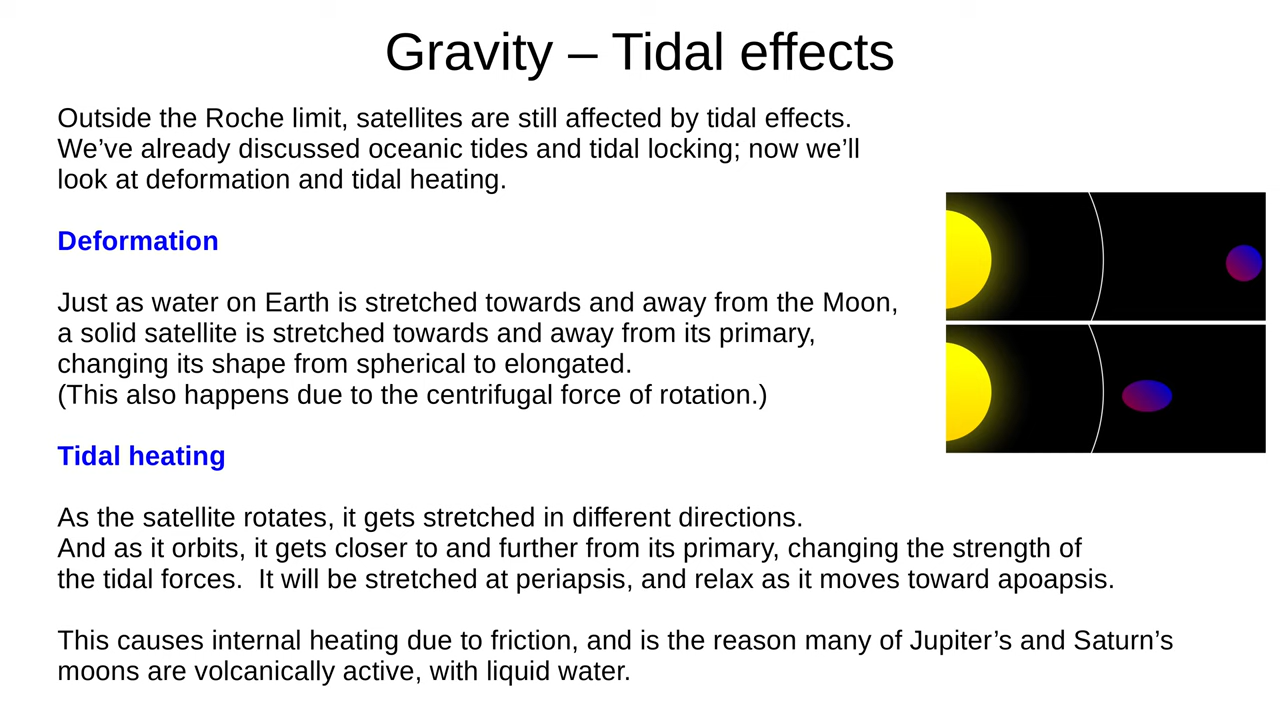 Gravity – Tidal effects
Outside the Roche limit, satellites are still affected by tidal effects.
We’ve already discussed oceanic tides and tidal locking; now we’ll
look at deformation and tidal heating.
Deformation
Just as water on Earth is stretched towards and away from the Moon,
a solid satellite is stretched towards and away from its primary,
changing its shape from spherical to elongated.
(This also happens due to the centrifugal force of rotation.)
Tidal heating
As the satellite rotates, it gets stretched in different directions.
And as it orbits, it gets closer to and further from its primary, changing the strength of
the tidal forces.  It will be stretched at periapsis, and relax as it moves toward apoapsis.
This causes internal heating due to friction, and is the reason many of Jupiter’s and Saturn’s
moons are volcanically active, with liquid water.